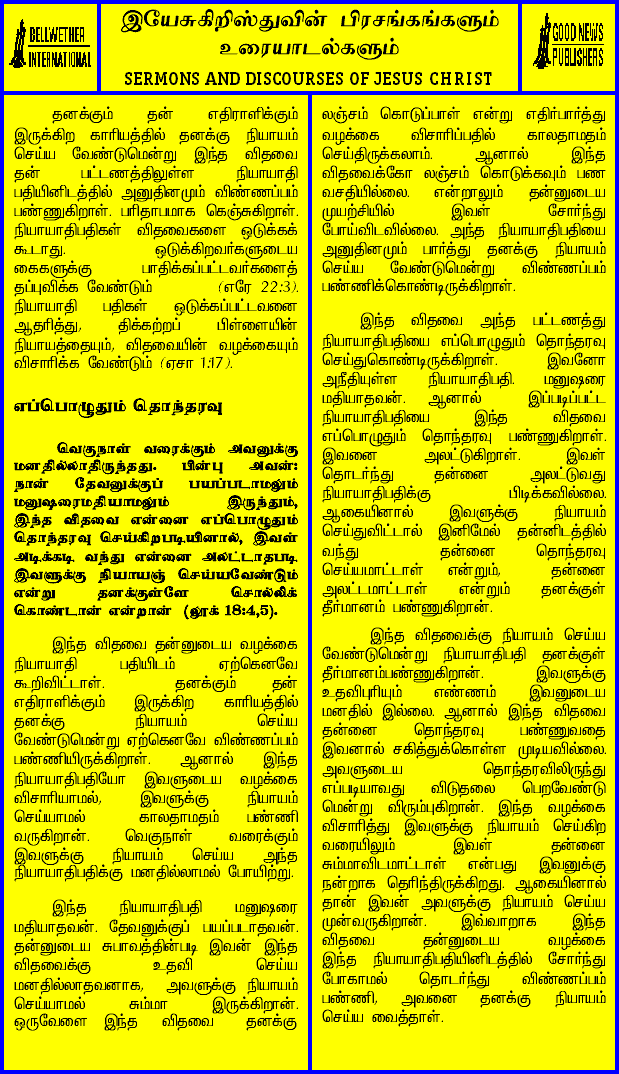 BELLWETHER
INTERNATIONAL
இயேசுகிறிஸ்துவின் பிரசங்கங்களும்
உரையாடல்களும்
SERMONS AND DISCOURSES OF JESUS CHRIST
GOOD NEWS
PUBLISHERS
தனக்கும் தன் எதிராளிக்கும்
இருக்கிற காரியத்தில் தனக்கு நியாயம்
செய்ய வேண்டுமென்று இந்த விதவை
தன் பட்டணத்திலுள்ள நியாயாதி
பதியினிடத்தில் அனுதினமும் விண்ணப்பம்
பண்ணுகிறாள். பரிதாபமாக கெஞ்சுகிறாள்.
நியாயாதிபதிகள் விதவைகளை ஒடுக்கக்
கூடாது. ஒடுக்கிறவர்களுடைய
கைகளுக்கு பாதிக்கப்பட்டவர்களைத்
தப்புவிக்க வேண்டும் (எரே 22:3).
நியாயாதி பதிகள் ஒடுக்கப்பட்டவனை
ஆதரித்து, திக்கற்றப் பிள்ளையின்
நியாயத்தையும், விதவையின் வழக்கையும்
விசாரிக்க வேண்டும் (ஏசா 1:17).
எப்பொழுதும் தொந்தரவு
வெகுநாள் வரைக்கும் அவனுக்கு
மனதில்லாதிருந்தது. பின்பு அவன்:
நான் தேவனுக்குப் பயப்படாமலும்
மனுஷரைமதியாமலும் இருந்தும்,
இந்த விதவை என்னை எப்பொழுதும்
தொந்தரவு செய்கிறபடியினால், இவள்
அடிக்கடி வந்து என்னை அலட்டாதபடி
இவளுக்கு நியாயஞ் செய்யவேண்டும்
என்று தனக்குள்ளே சொல்லிக்
கொண்டான் என்றான் (லூக் 18:4,5).
இந்த விதவை தன்னுடைய வழக்கை
நியாயாதி பதியிடம் ஏற்கெனவே
கூறிவிட்டாள். தனக்கும் தன்
எதிராளிக்கும் இருக்கிற காரியத்தில்
தனக்கு நியாயம் செய்ய
வேண்டுமென்று ஏற்கெனவே விண்ணப்பம்
பண்ணியிருக்கிறாள். ஆனால் இந்த
நியாயாதிபதியோ இவளுடைய வழக்கை
விசாரியாமல், இவளுக்கு நியாயம்
செய்யாமல் காலதாமதம் பண்ணி
வருகிறான். வெகுநாள் வரைக்கும்
இவளுக்கு நியாயம் செய்ய அந்த
நியாயாதிபதிக்கு மனதில்லாமல் போயிற்று.
இந்த நியாயாதிபதி மனுஷரை
மதியாதவன். தேவனுக்குப் பயப்படாதவன்.
தன்னுடைய சுபாவத்தின்படி இவன் இந்த
விதவைக்கு உதவி செய்ய
மனதில்லாதவனாக, அவளுக்கு நியாயம்
செய்யாமல் சும்மா இருக்கிறான்.
ஒருவேளை இந்த விதவை தனக்கு
லஞ்சம் கொடுப்பாள் என்று எதிர்பார்த்து
வழக்கை விசாரிப்பதில் காலதாமதம்
செய்திருக்கலாம். ஆனால் இந்த
விதவைக்கோ லஞ்சம் கொடுக்கவும் பண
வசதியில்லை. என்றாலும் தன்னுடைய
முயற்சியில் இவள் சோர்ந்து
போய்விடவில்லை. அந்த நியாயாதிபதியை
அனுதினமும் பார்த்து தனக்கு நியாயம்
செய்ய வேண்டுமென்று விண்ணப்பம்
பண்ணிக்கொண்டிருக்கிறாள்.
இந்த விதவை அந்த பட்டணத்து
நியாயாதிபதியை எப்பொழுதும் தொந்தரவு
செய்துகொண்டிருக்கிறாள். இவனோ
அநீதியுள்ள நியாயாதிபதி. மனுஷரை
மதியாதவன். ஆனால் இப்படிப்பட்ட
நியாயாதிபதியை இந்த விதவை
எப்பொழுதும் தொந்தரவு பண்ணுகிறாள்.
இவனை அலட்டுகிறாள். இவள்
தொடர்ந்து தன்னை அலட்டுவது
நியாயாதிபதிக்கு பிடிக்கவில்லை.
ஆகையினால் இவளுக்கு நியாயம்
செய்துவிட்டால் இனிமேல் தன்னிடத்தில்
வந்து தன்னை தொந்தரவு
செய்யமாட்டாள் என்றும், தன்னை
அலட்டமாட்டாள் என்றும் தனக்குள்
தீர்மானம் பண்ணுகிறான்.
இந்த விதவைக்கு நியாயம் செய்ய
வேண்டுமென்று நியாயாதிபதி தனக்குள்
தீர்மானம்பண்ணுகிறான். இவளுக்கு
உதவிபுரியும் எண்ணம் இவனுடைய
மனதில் இல்லை. ஆனால் இந்த விதவை
தன்னை தொந்தரவு பண்ணுவதை
இவனால் சகித்துக்கொள்ள முடியவில்லை.
அவளுடைய தொந்தரவிலிருந்து
எப்படியாவது விடுதலை பெறவேண்டு
மென்று விரும்புகிறான். இந்த வழக்கை
விசாரித்து இவளுக்கு நியாயம் செய்கிற
வரையிலும் இவள் தன்னை
சும்மாவிடமாட்டாள் என்பது இவனுக்கு
நன்றாக தெரிந்திருக்கிறது. ஆகையினால்
தான் இவன் அவளுக்கு நியாயம் செய்ய
முன்வருகிறான். இவ்வாறாக இந்த
விதவை தன்னுடைய வழக்கை
இந்த நியாயாதிபதியினிடத்தில் சோர்ந்து
போகாமல் தொடர்ந்து விண்ணப்பம்
பண்ணி, அவனை தனக்கு நியாயம்
செய்ய வைத்தாள்.